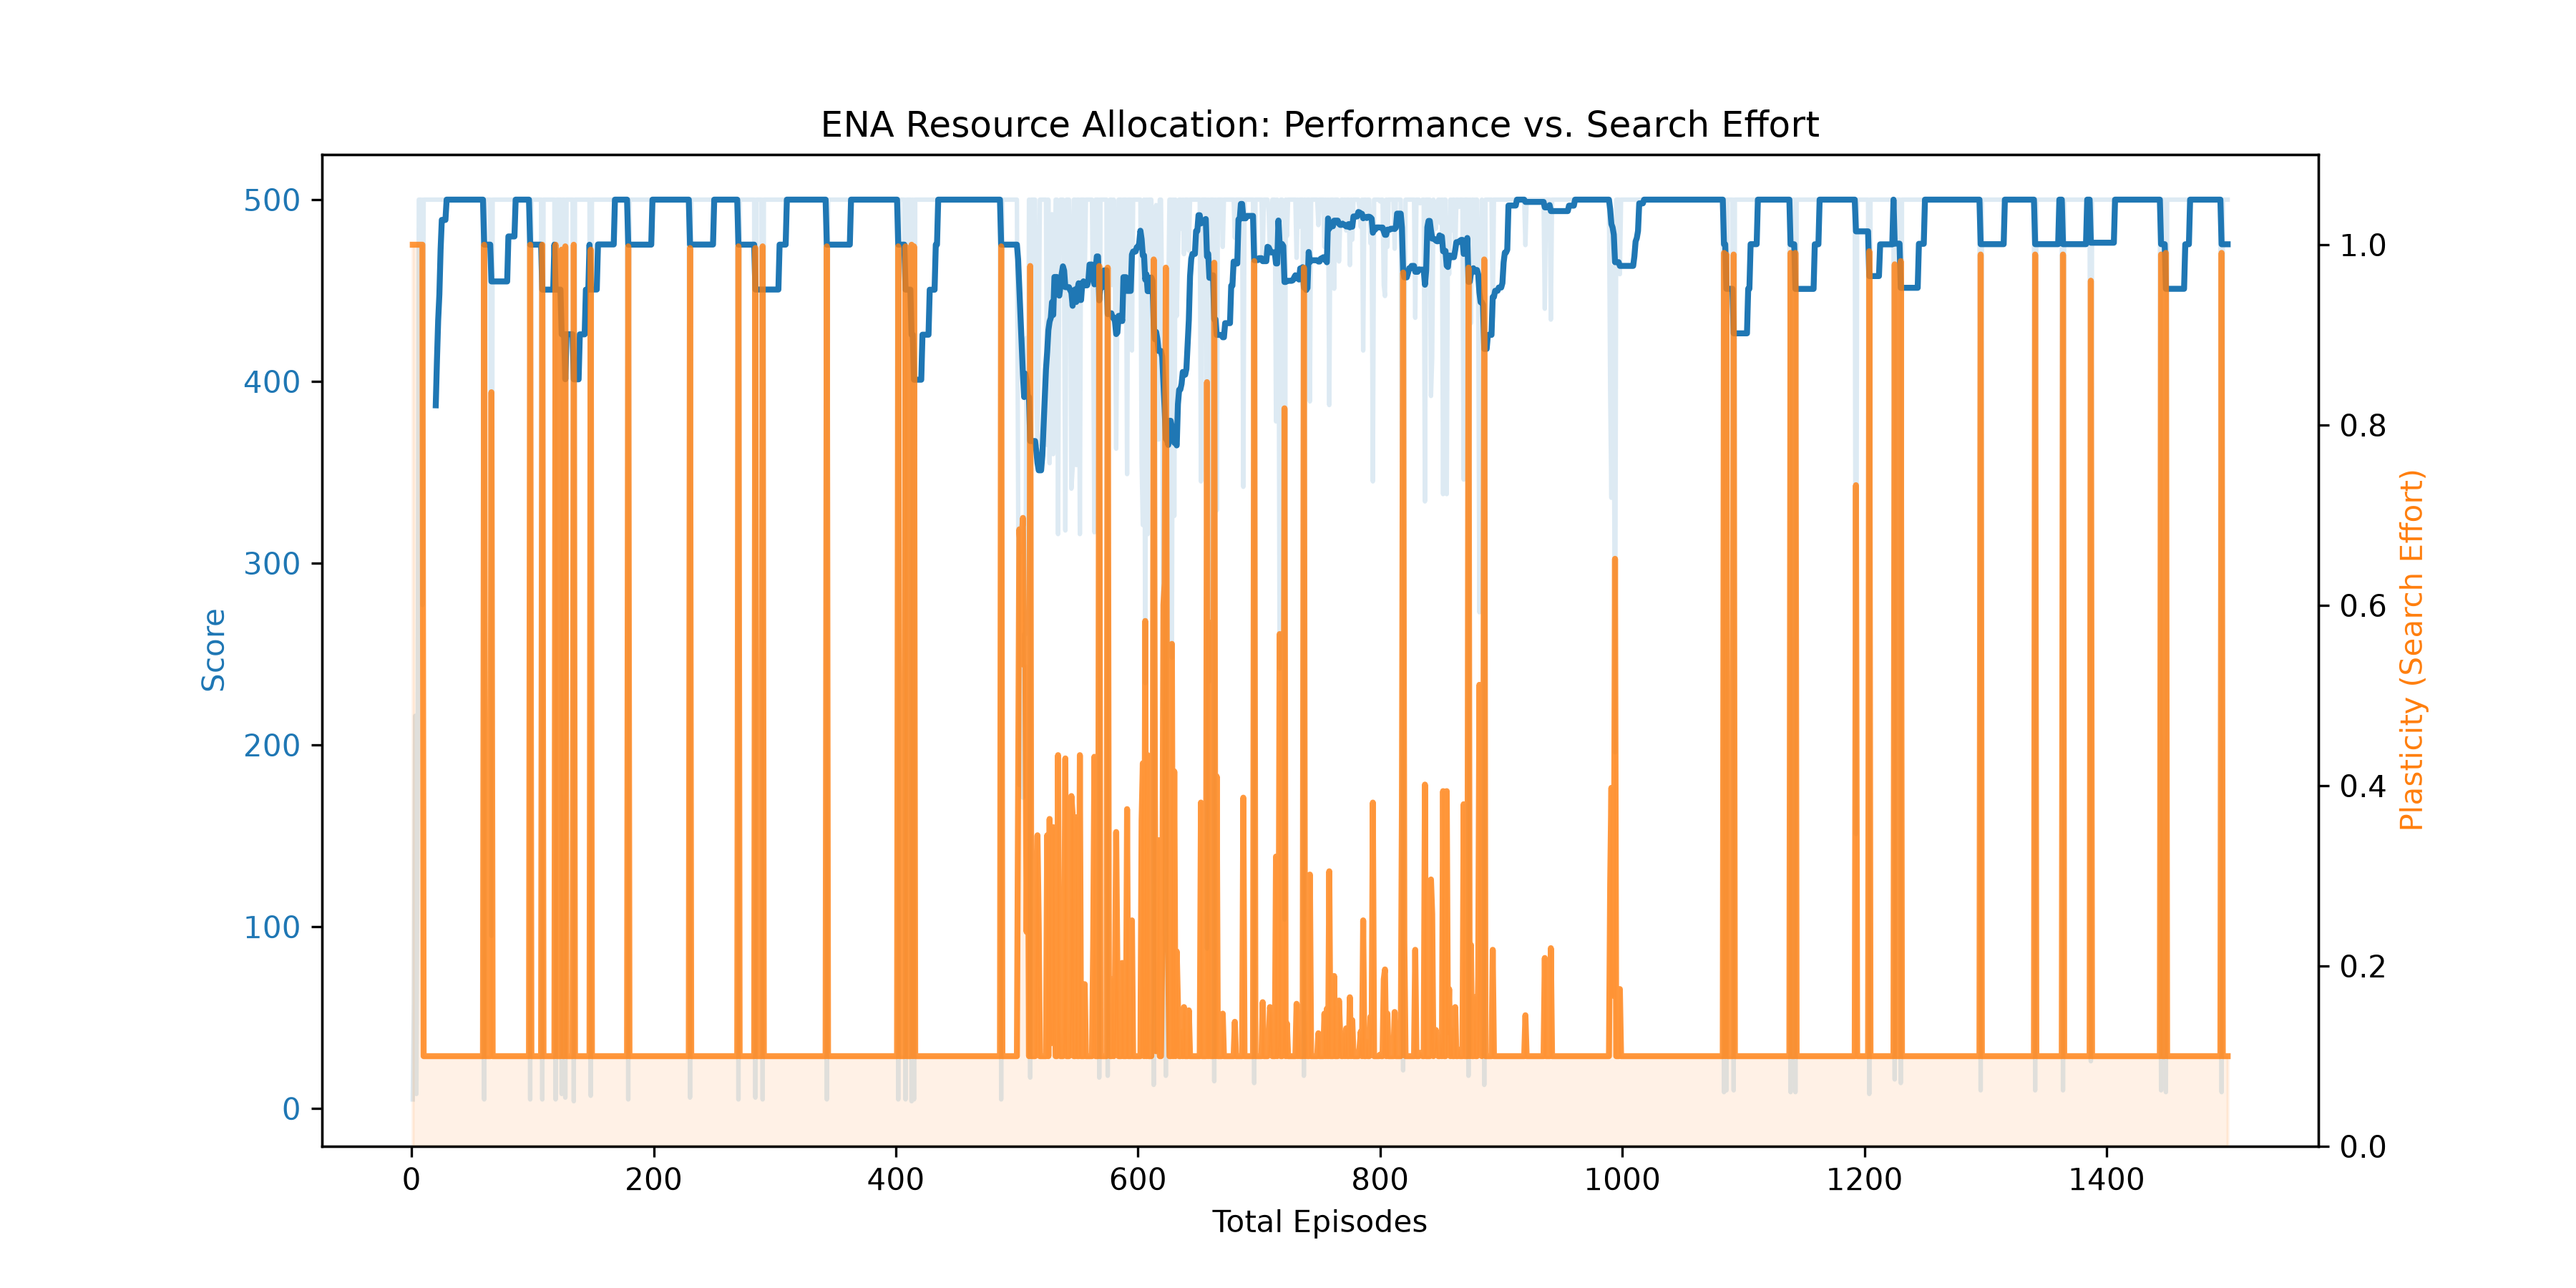 ENA Resource Allocation: Performance vs. Search Effort
500
400
300
200
100
0
Score
1.0
0.8
0.6
0.4
0.2
0.0
Plasticity (Search Effort)
0 200 400 600 800 1000 1200 1400
Total Episodes